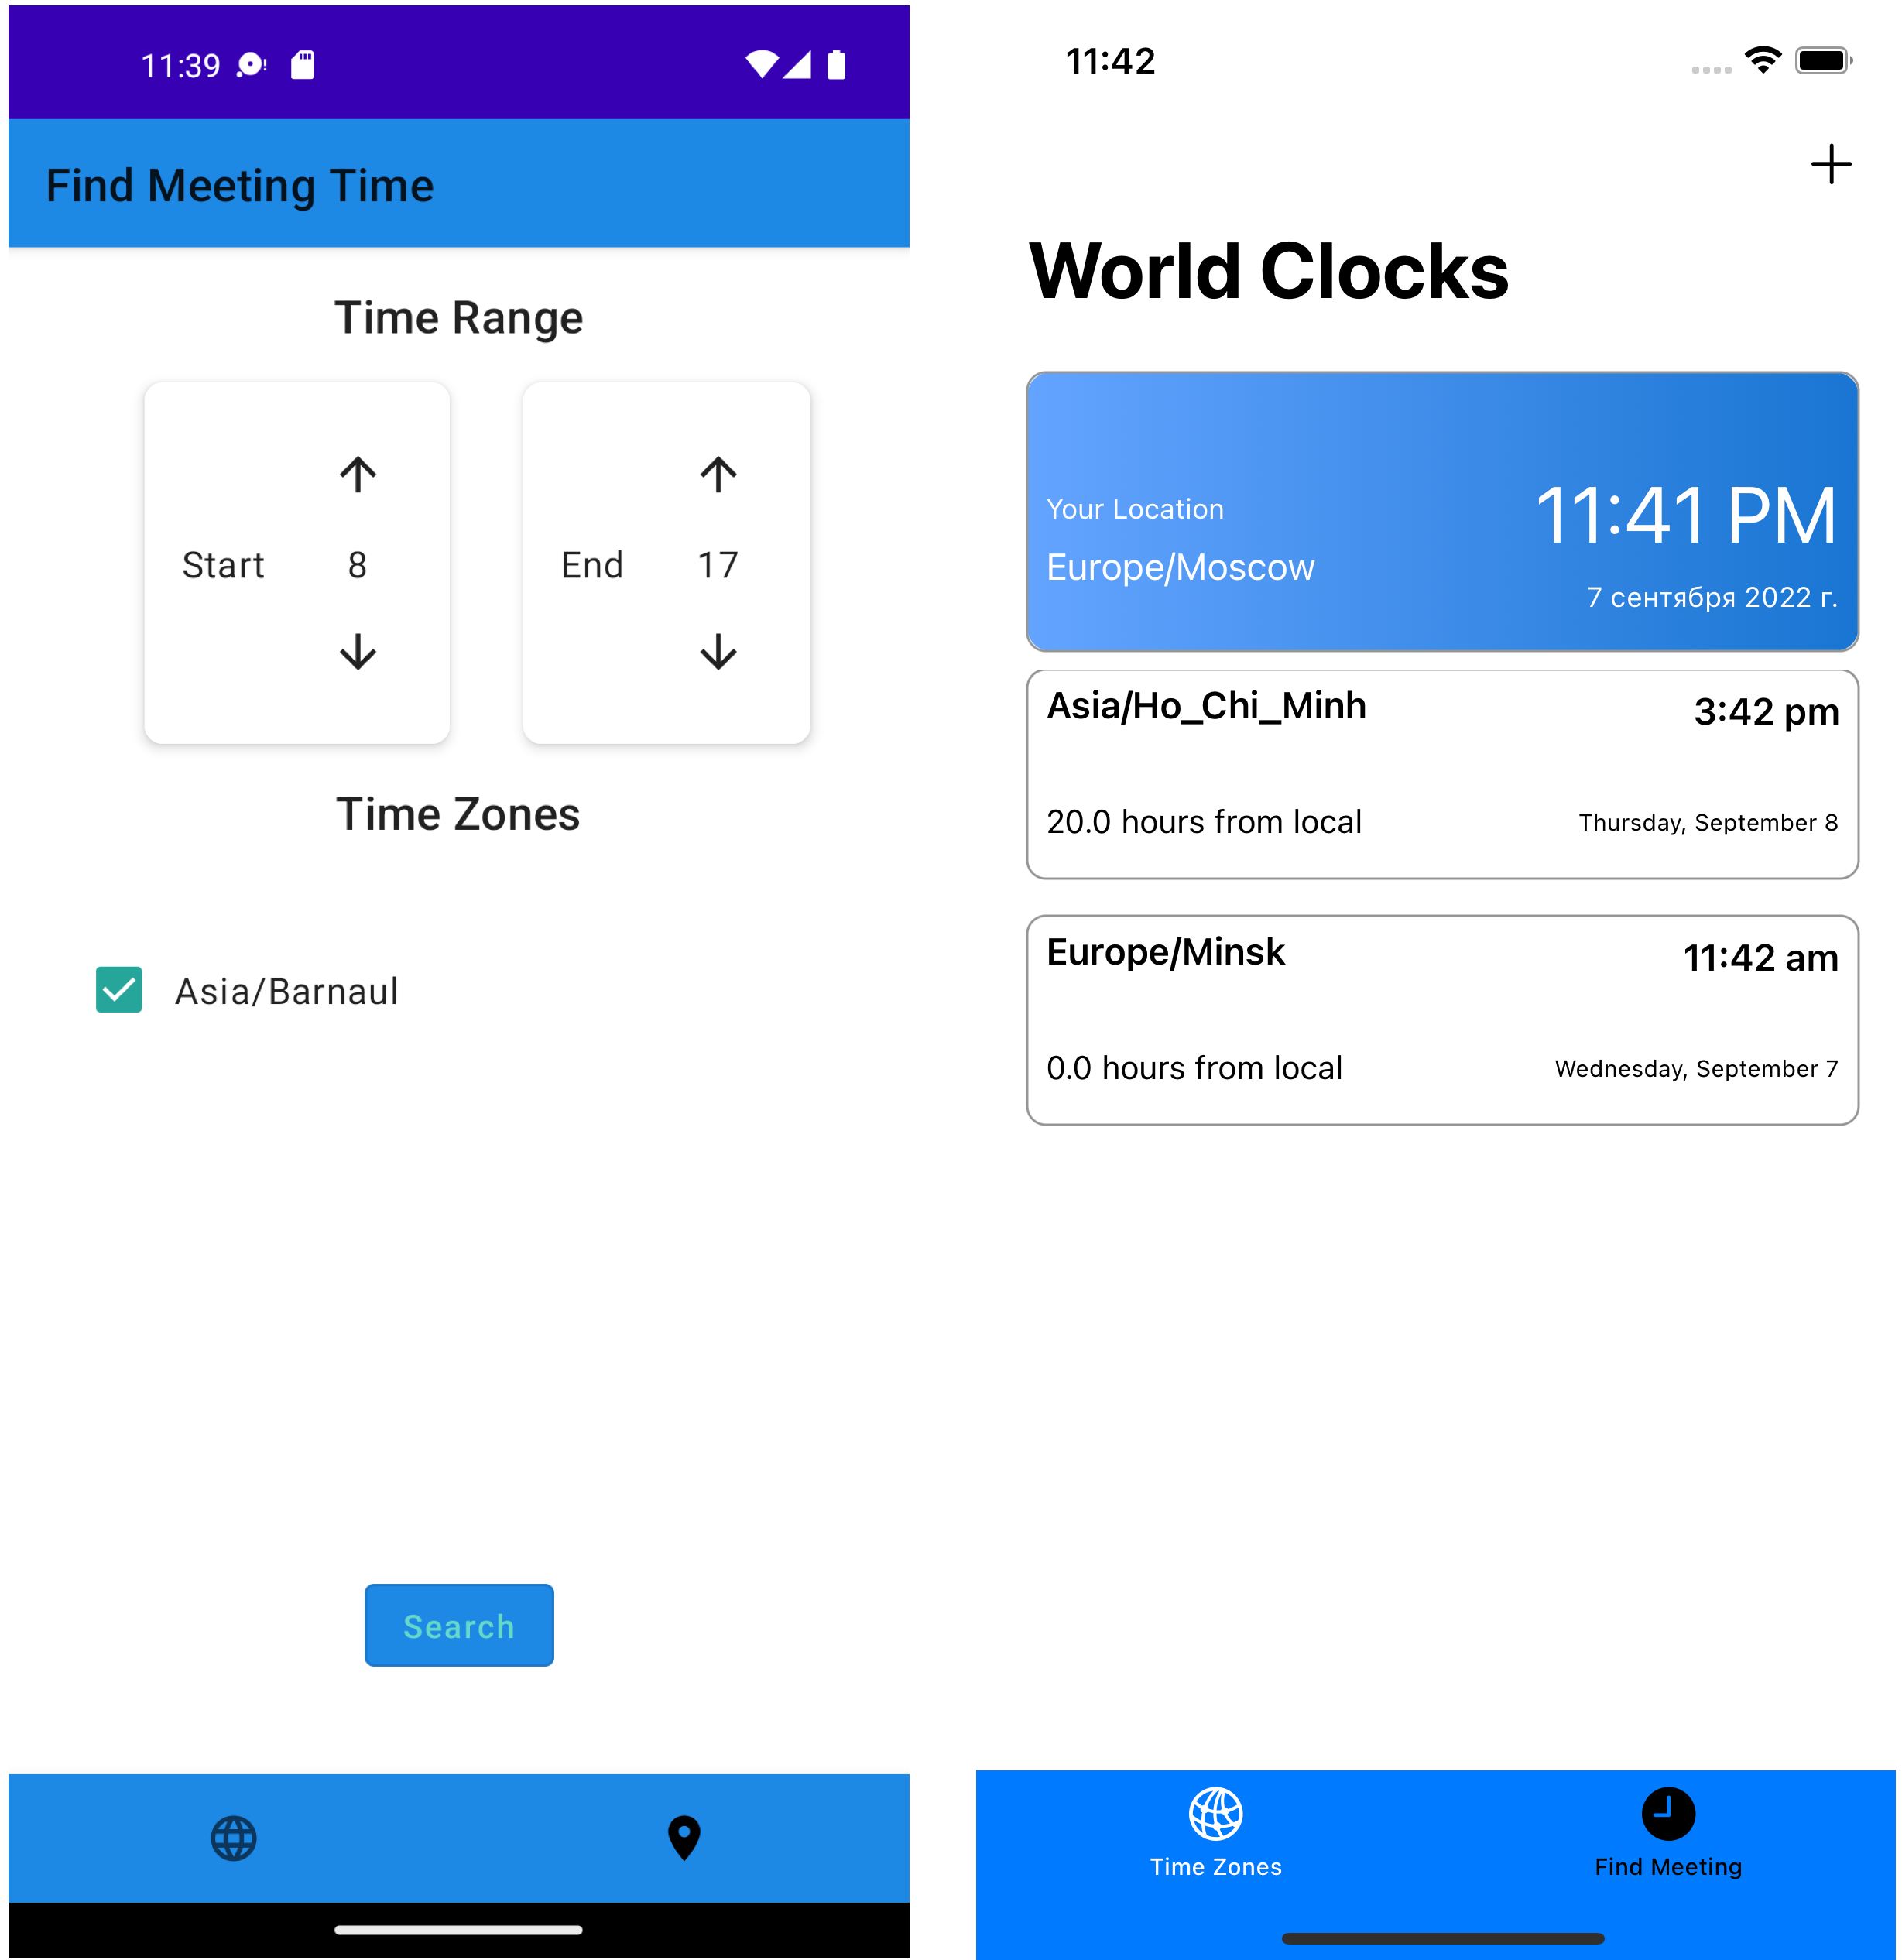 11:39
Find Meeting Time
Time Range
Start 8
End 17
Time Zones
Asia/Barnaul
Search
11:42
World Clocks
Your Location
Europe/Moscow
11:41 PM
7 сентября 2022 г.
Asia/Ho_Chi_Minh
3:42 pm
20.0 hours from local
Thursday, September 8
Europe/Minsk
11:42 am
0.0 hours from local
Wednesday, September 7
Time Zones
Find Meeting